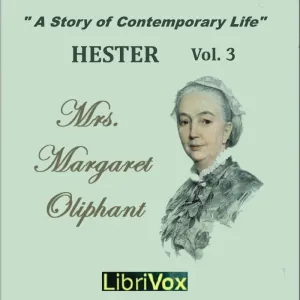 " A Story of Contemporary Life"
HESTER Vol. 3
Mrs.
Margaret
Oliphant
LibriVox